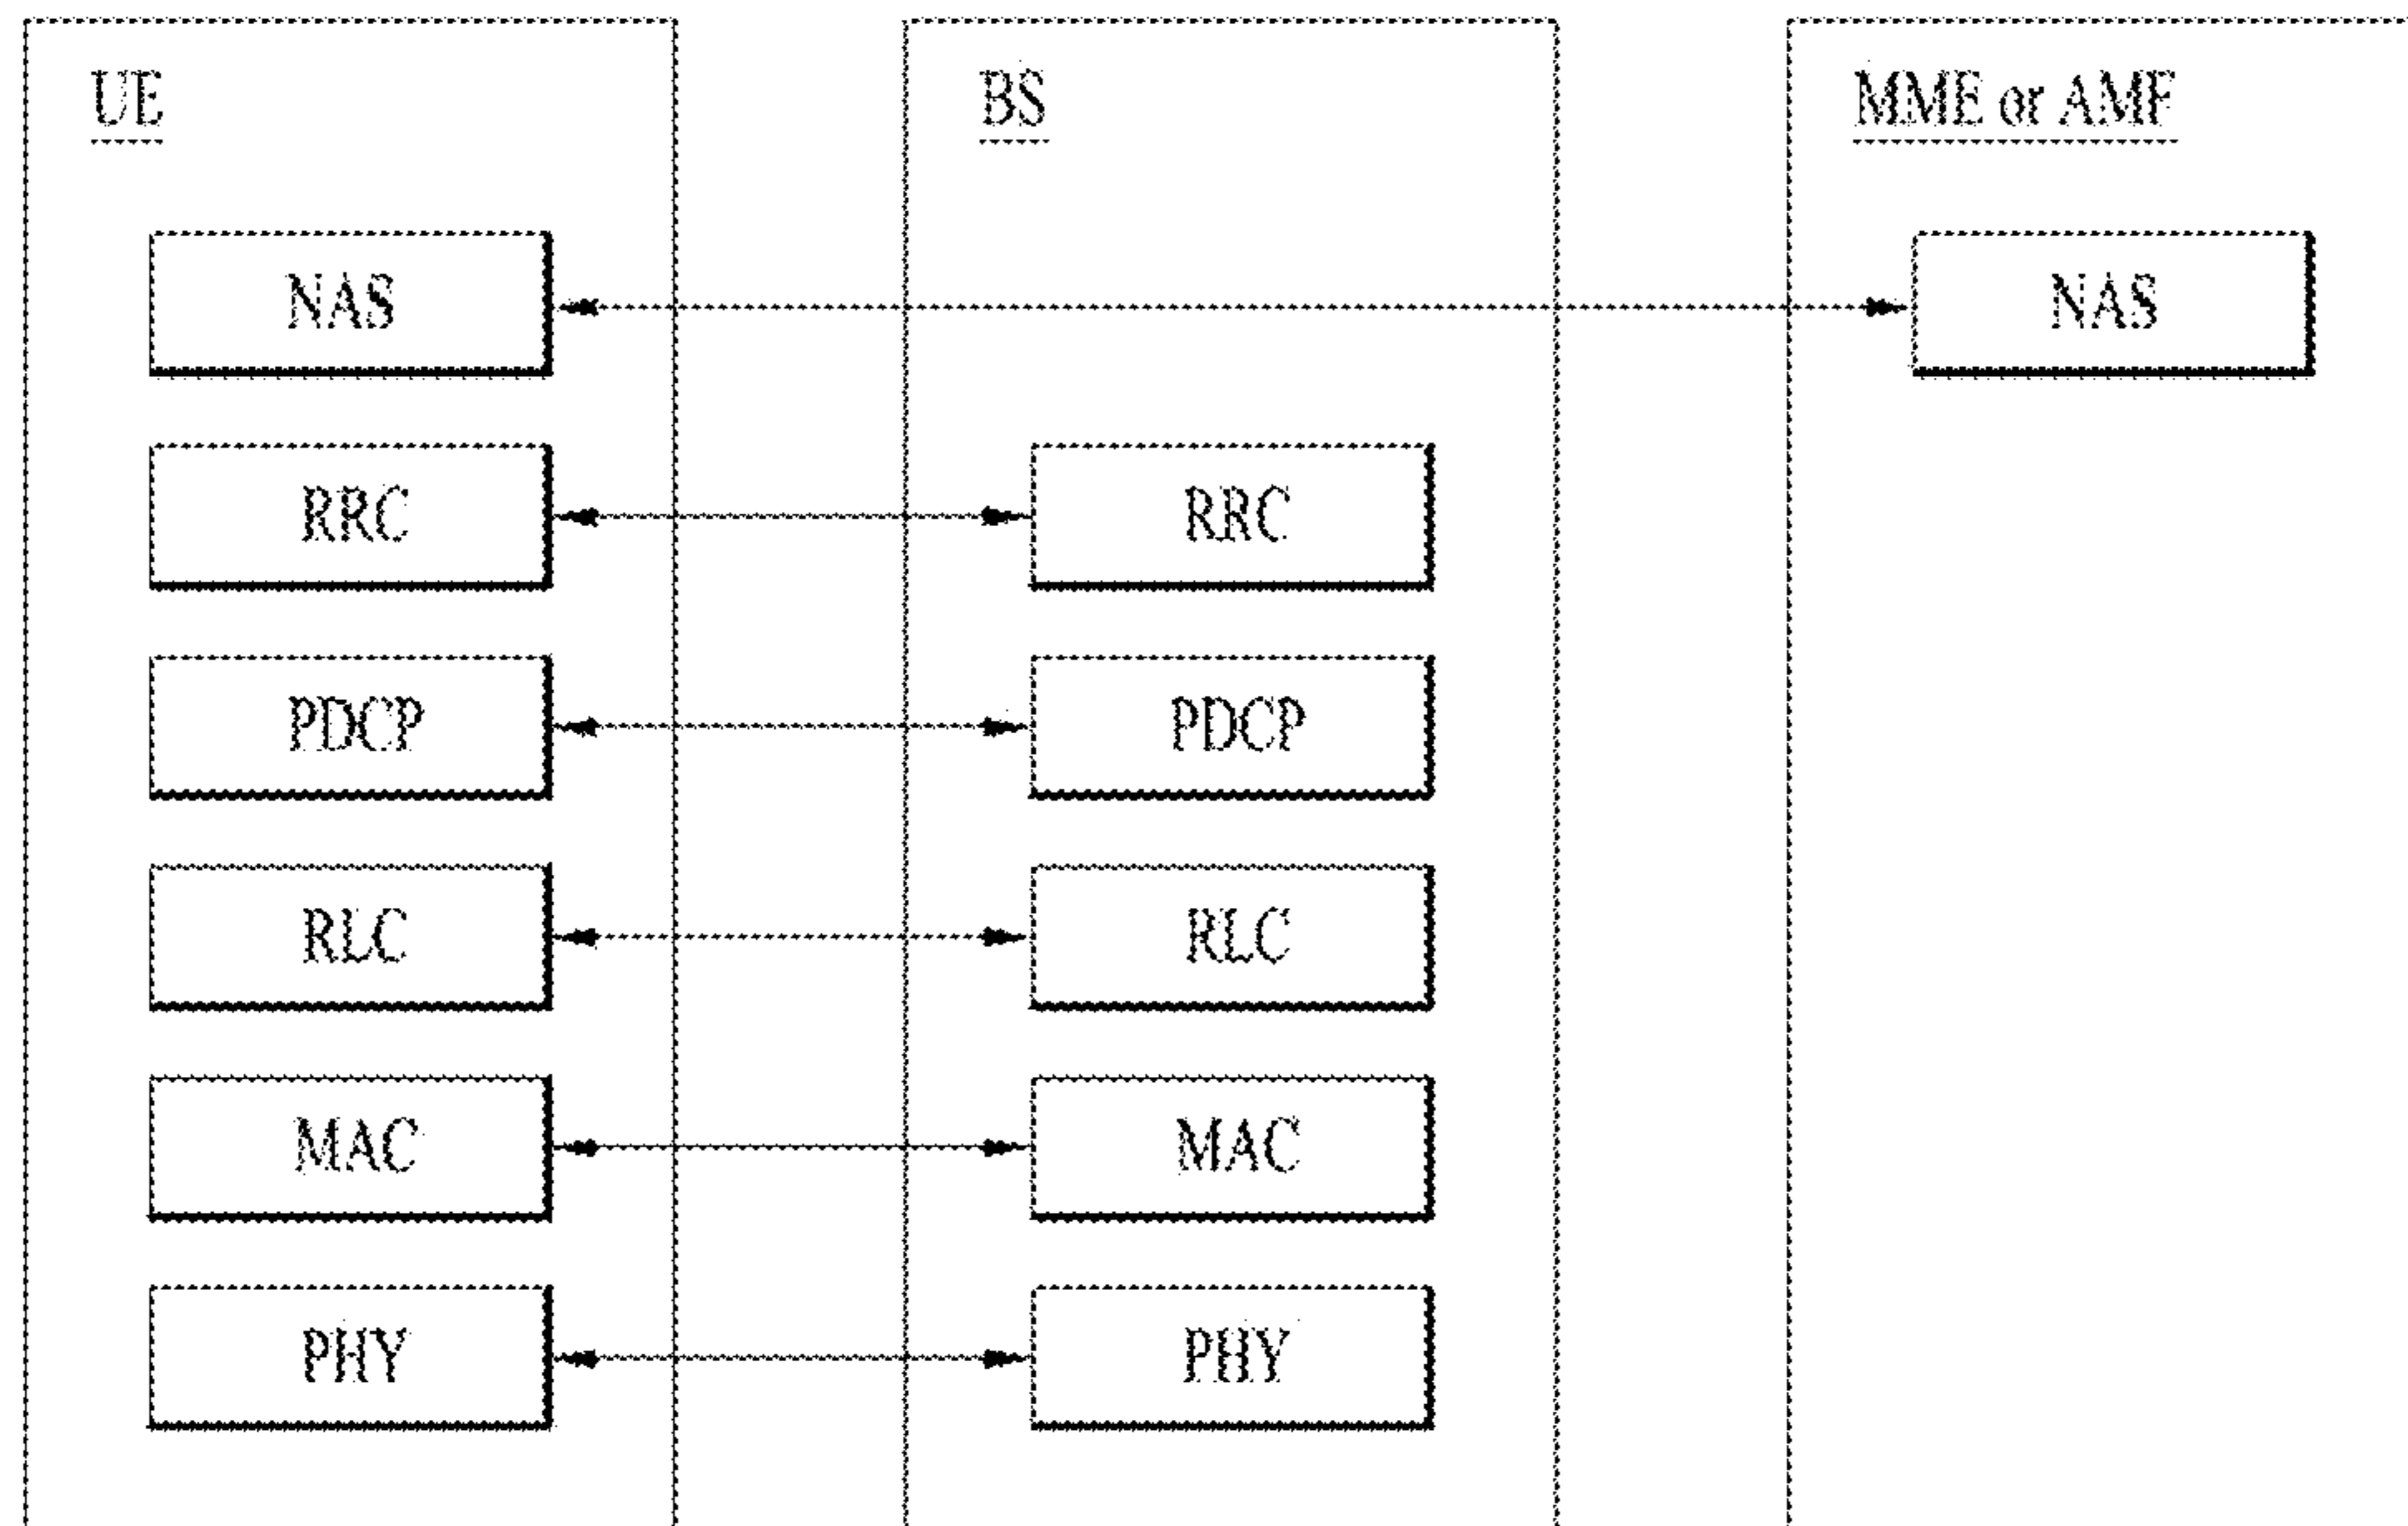 UE BS MME or AMF
NAS NAS
RRC RRC
PDCP PDCP
RLC RLC
MAC MAC
PHY PHY